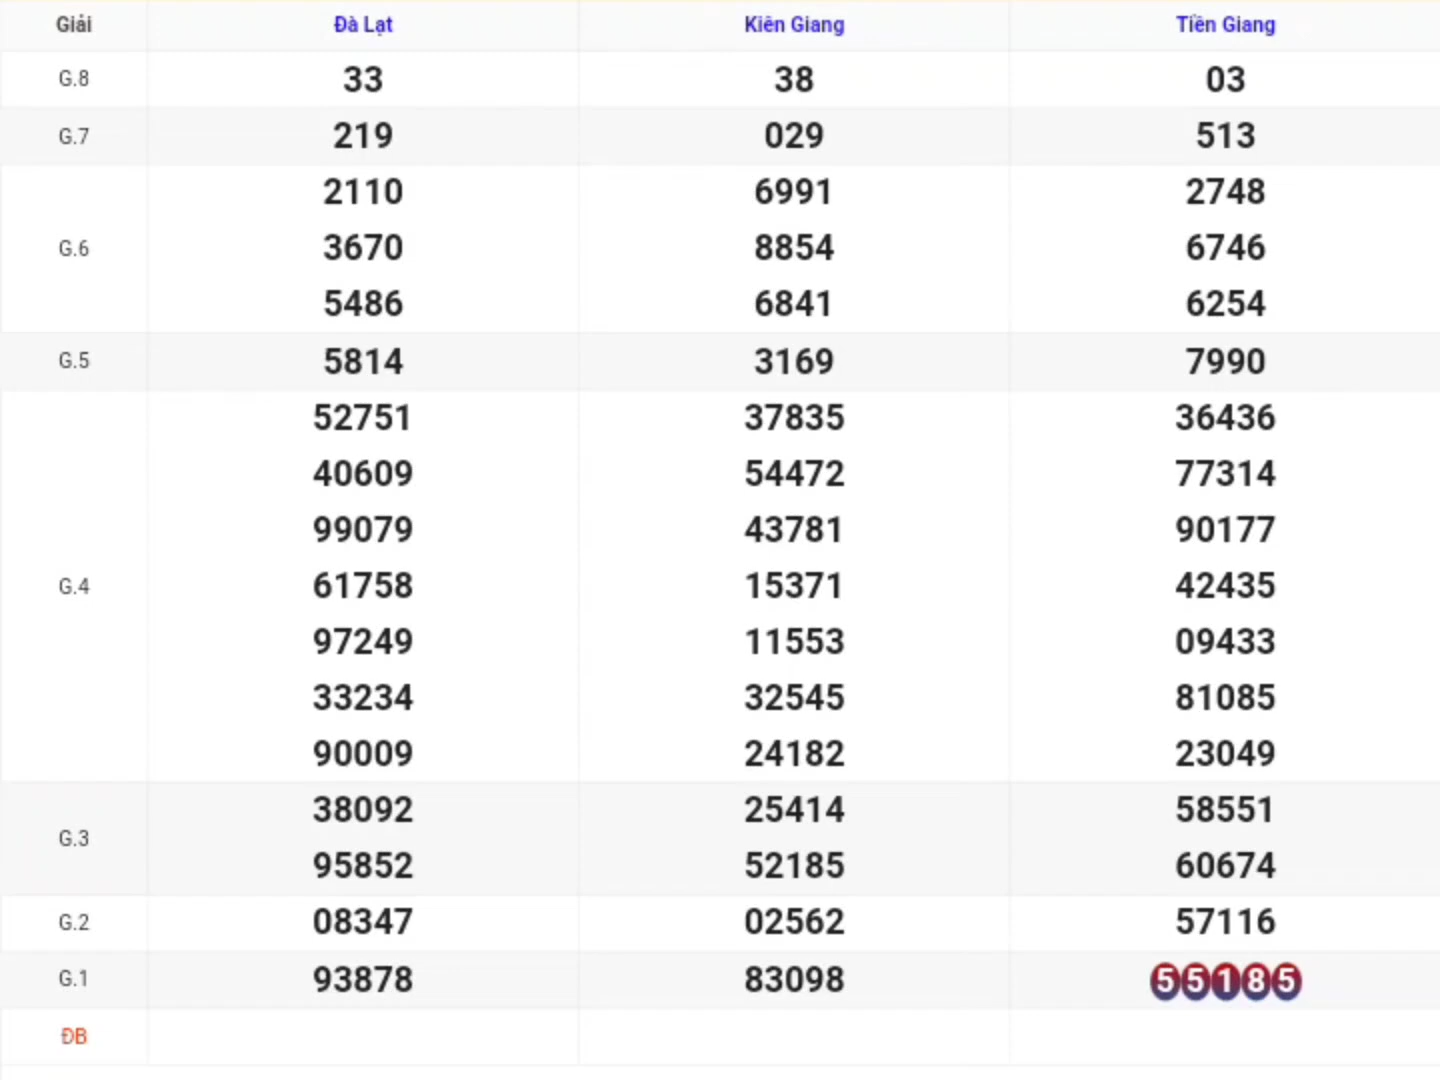 Giải Đà Lạt Kiên Giang Tiền Giang
G.8 33 38 03
G.7 219 029 513
2110 6991 2748
G.6 3670 8854 6746
5486 6841 6254
G.5 5814 3169 7990
52751 37835 36436
40609 54472 77314
99079 43781 90177
G.4 61758 15371 42435
97249 11553 09433
33234 32545 81085
90009 24182 23049
38092 25414 58551
G.3
95852 52185 60674
G.2 08347 02562 57116
G.1 93878 83098 55185
ĐB